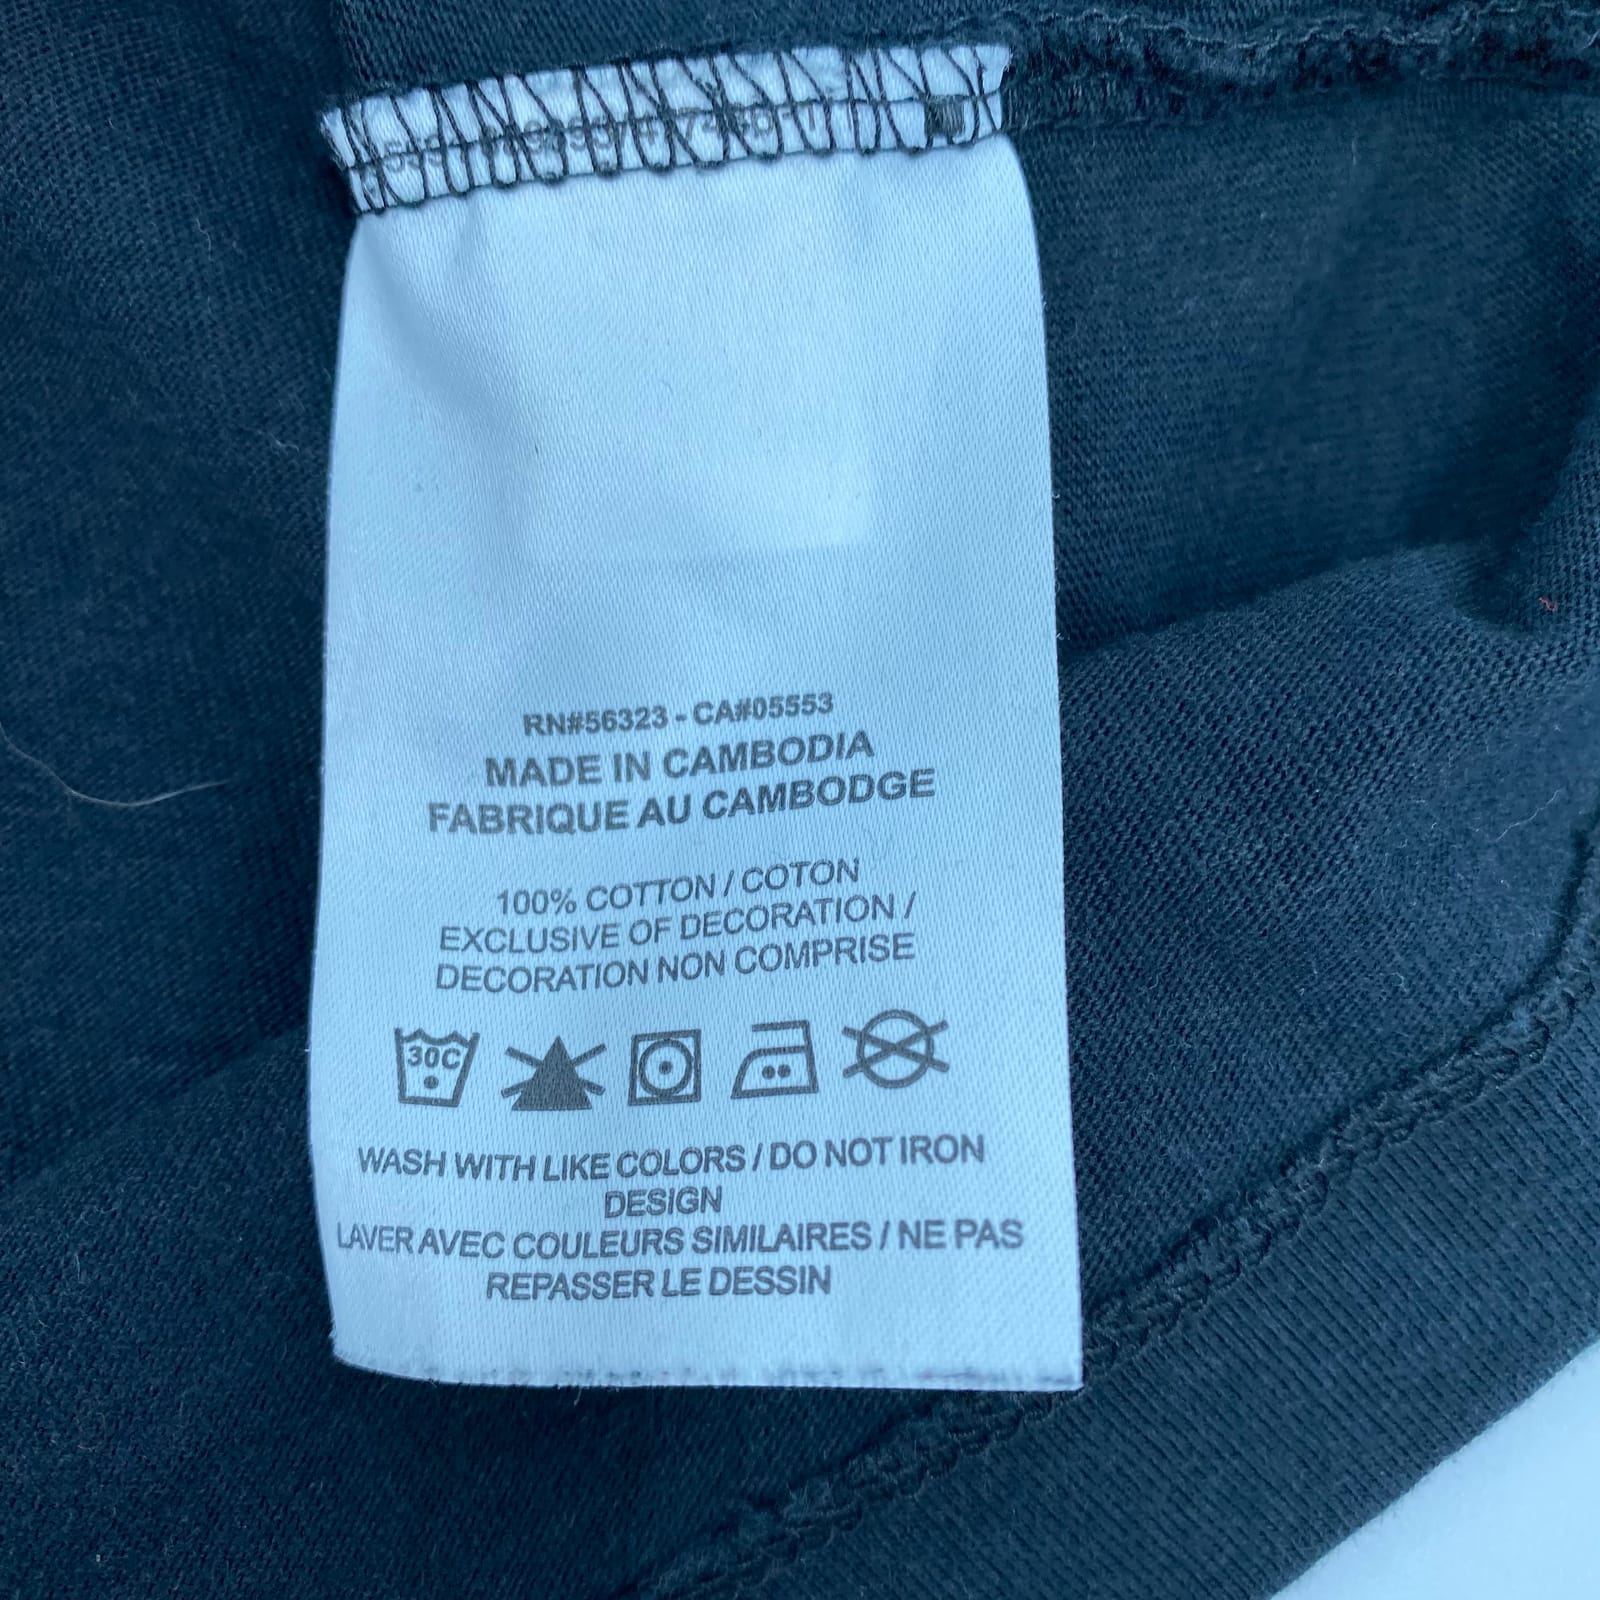 RN#56323 - CA#05553
MADE IN CAMBODIA
FABRIQUE AU CAMBODGE
100% COTTON / COTON
EXCLUSIVE OF DECORATION /
DECORATION NON COMPRISE
30C
WASH WITH LIKE COLORS / DO NOT IRON
DESIGN
LAVER AVEC COULEURS SIMILAIRES / NE PAS
REPASSER LE DESSIN